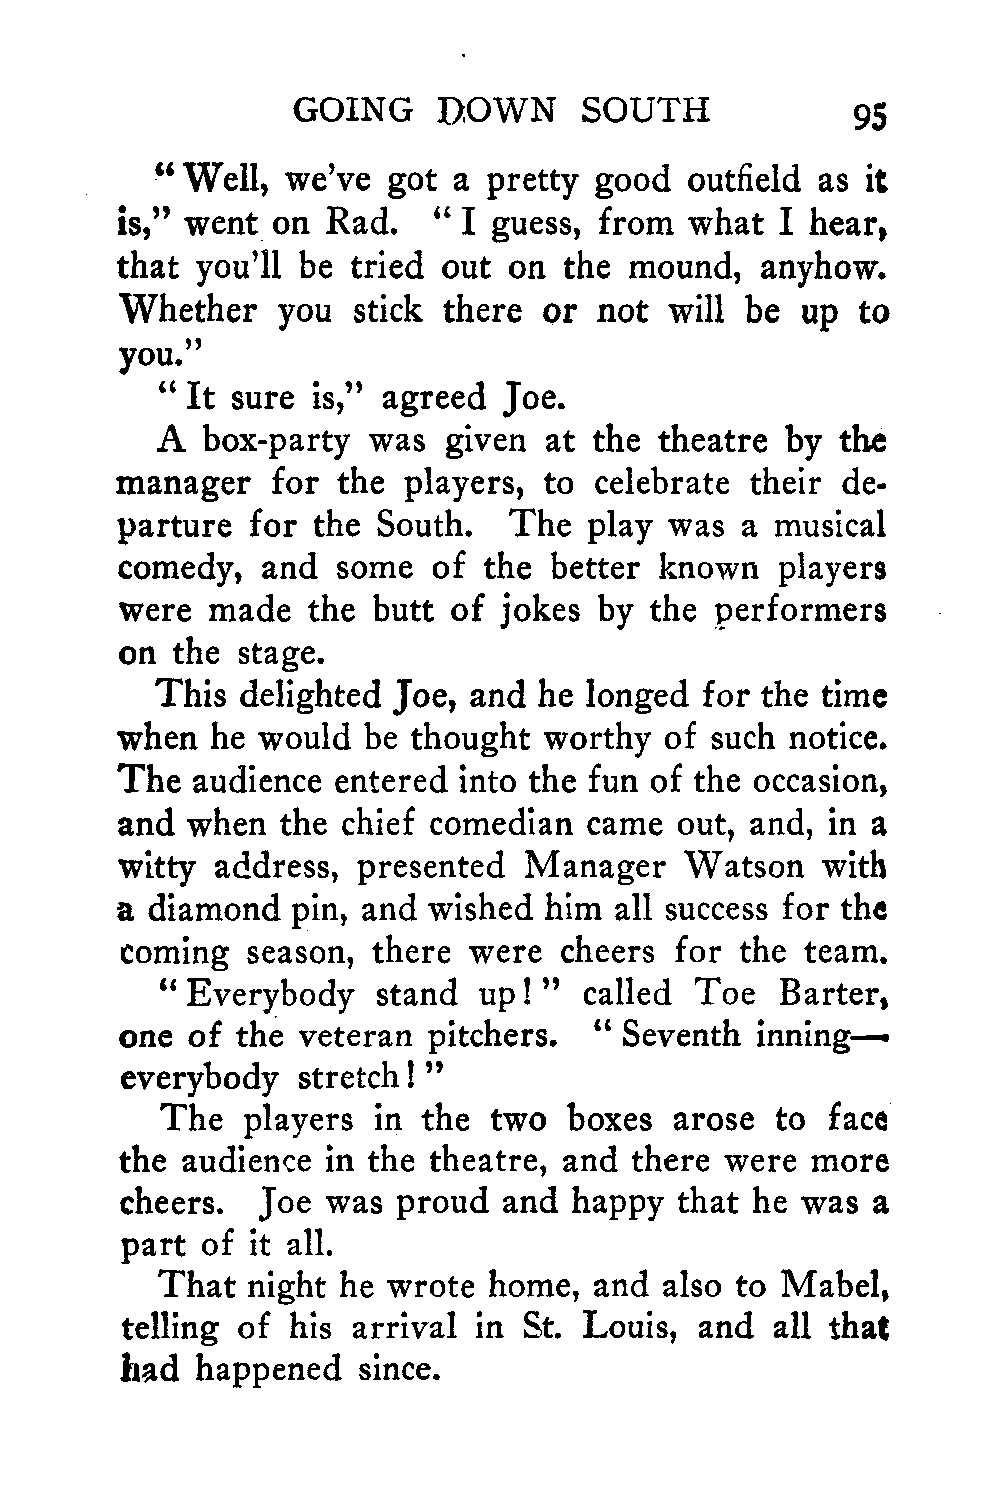 GOING DOWN SOUTH 95
“ Well, we’ve got a pretty good outfield as it
is,” went on Rad. “ I guess, from what I hear,
that you’ll be tried out on the mound, anyhow.
Whether you stick there or not will be up to
you.”
“ It sure is,” agreed Joe.
A box-party was given at the theatre by the
manager for the players, to celebrate their de-
parture for the South. The play was a musical
comedy, and some of the better known players
were made the butt of jokes by the performers
on the stage.
This delighted Joe, and he longed for the time
when he would be thought worthy of such notice.
The audience entered into the fun of the occasion,
and when the chief comedian came out, and, in a
witty address, presented Manager Watson with
a diamond pin, and wished him all success for the
coming season, there were cheers for the team.
“ Everybody stand up! ” called Toe Barter,
one of the veteran pitchers. “ Seventh inning—
everybody stretch! ”
The players in the two boxes arose to face
the audience in the theatre, and there were more
cheers. Joe was proud and happy that he was a
part of it all.
That night he wrote home, and also to Mabel,
telling of his arrival in St. Louis, and all that
had happened since.